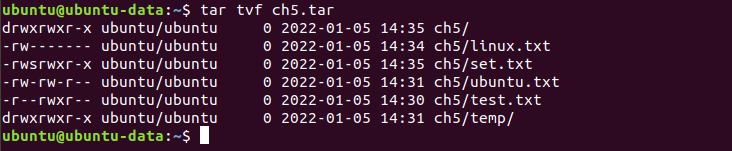 ubuntu@ubuntu-data:~$ tar tvf ch5.tar
drwxrwxr-x ubuntu/ubuntu     0 2022-01-05 14:35 ch5/
-rw------- ubuntu/ubuntu     0 2022-01-05 14:34 ch5/linux.txt
-rwsrwxr-x ubuntu/ubuntu     0 2022-01-05 14:35 ch5/set.txt
-rw-rw-r-- ubuntu/ubuntu     0 2022-01-05 14:31 ch5/ubuntu.txt
-r--rwxr-- ubuntu/ubuntu     0 2022-01-05 14:30 ch5/test.txt
drwxrwxr-x ubuntu/ubuntu     0 2022-01-05 14:31 ch5/temp/
ubuntu@ubuntu-data:~$